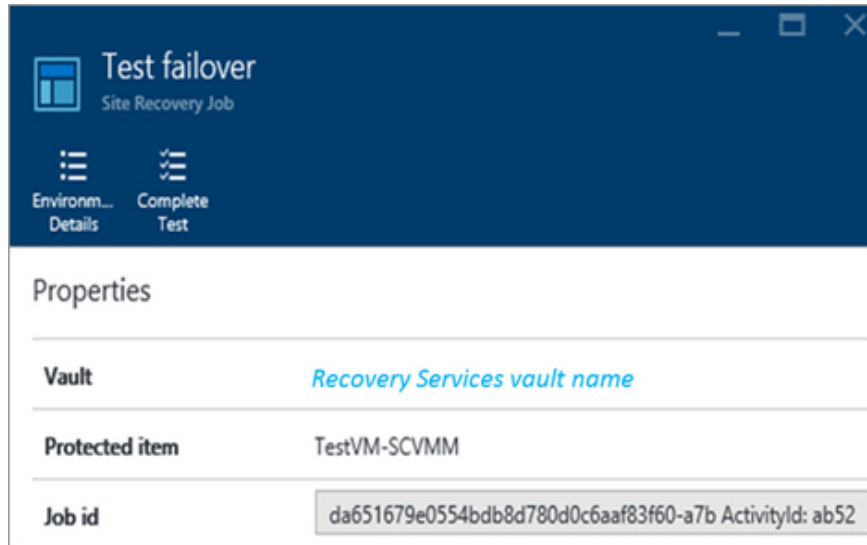 Test failover
Site Recovery Job
Environm... Complete
Details Test
Properties
Vault Recovery Services vault name
Protected item TestVM-SCVMM
Job id da651679e0554bdb8d780d0c6aaf83f60-a7b ActivityId: ab52